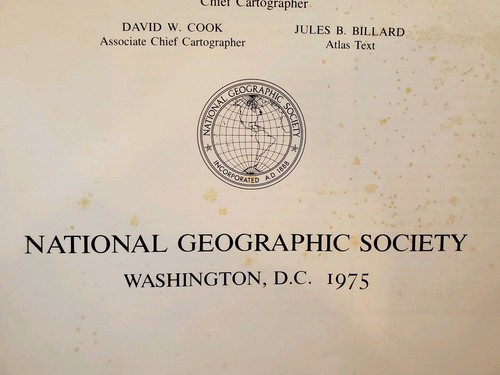 Chief Cartographer
DAVID W. COOK
Associate Chief Cartographer
JULES B. BILLARD
Atlas Text
NATIONAL GEOGRAPHIC SOCIETY
INCORPORATED A.D. 1888
NATIONAL GEOGRAPHIC SOCIETY
WASHINGTON, D.C. 1975